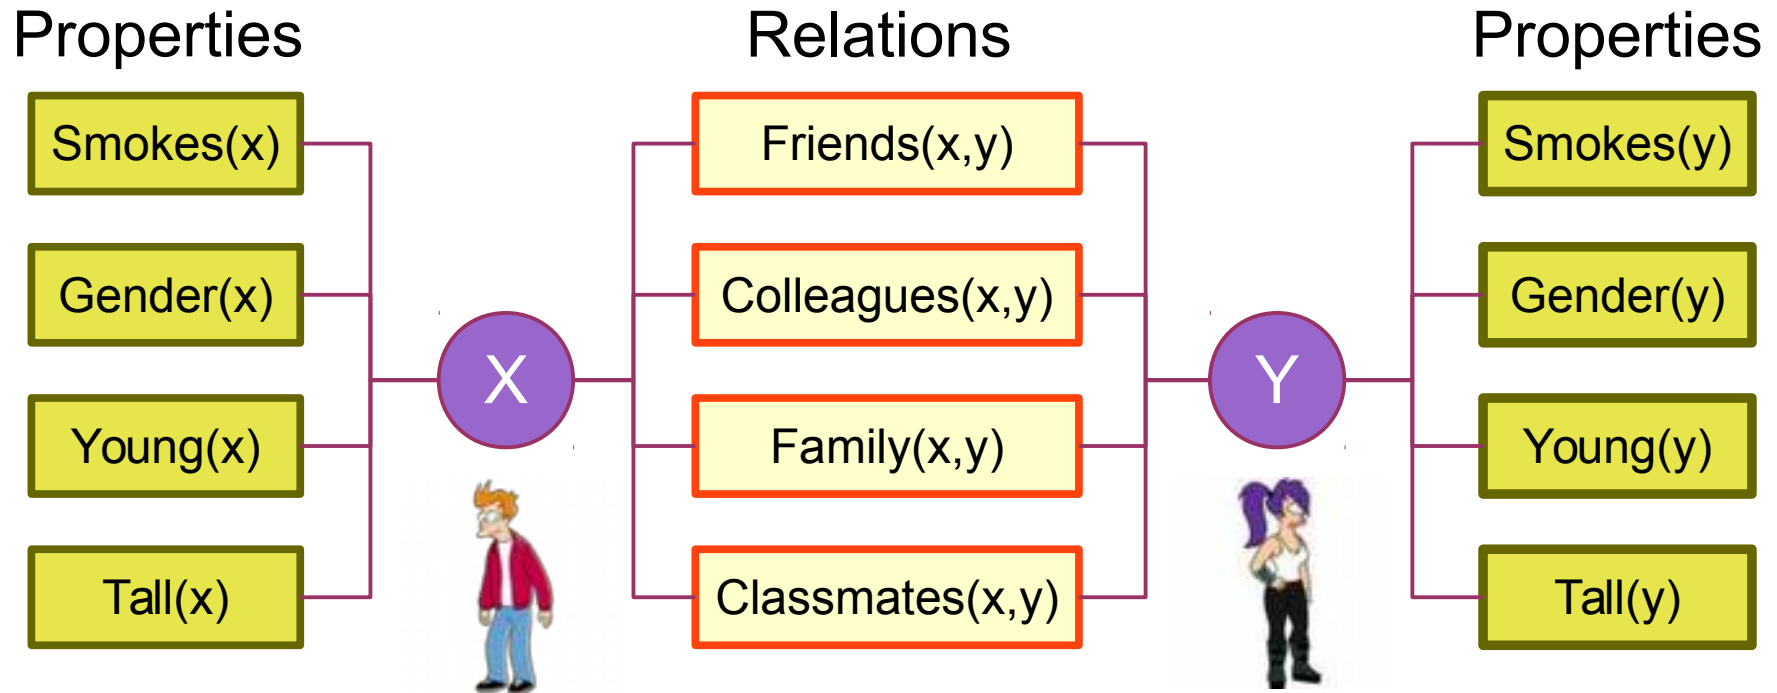 Properties
Relations
Properties
Smokes(x)
Friends(x,y)
Smokes(y)
Gender(x)
Colleagues(x,y)
Gender(y)
X
Y
Young(x)
Family(x,y)
Young(y)
Tall(x)
Classmates(x,y)
Tall(y)